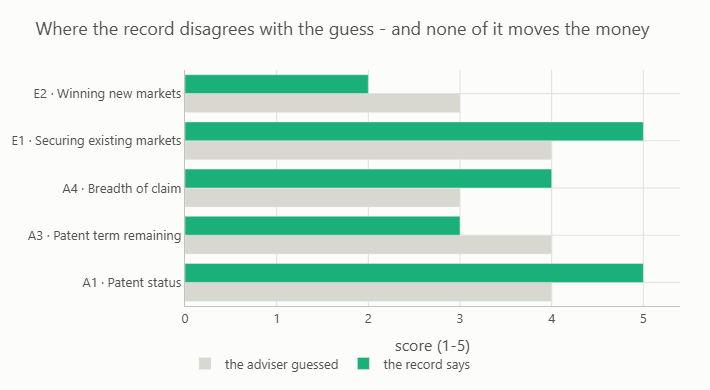 Where the record disagrees with the guess - and none of it moves the money
E2 · Winning new markets
E1 · Securing existing markets
A4 · Breadth of claim
A3 · Patent term remaining
A1 · Patent status
0 1 2 3 4 5
score (1-5)
the adviser guessed the record says